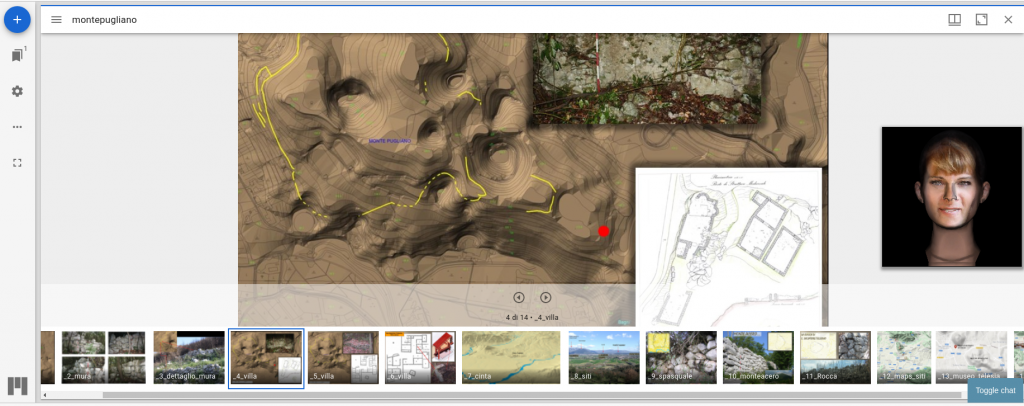 montepugliano
1
MONTE PUGLIANO
4 di 14 • _4_villa
_2_mura
_3_dettaglio_mura
_4_villa
_5_villa
_6_villa
_7_cinta
_8_siti
_9_spasquale
_10_monteacero
_11_Rocca
_12_maps_siti
_13_museo_telesia
Toggle chat